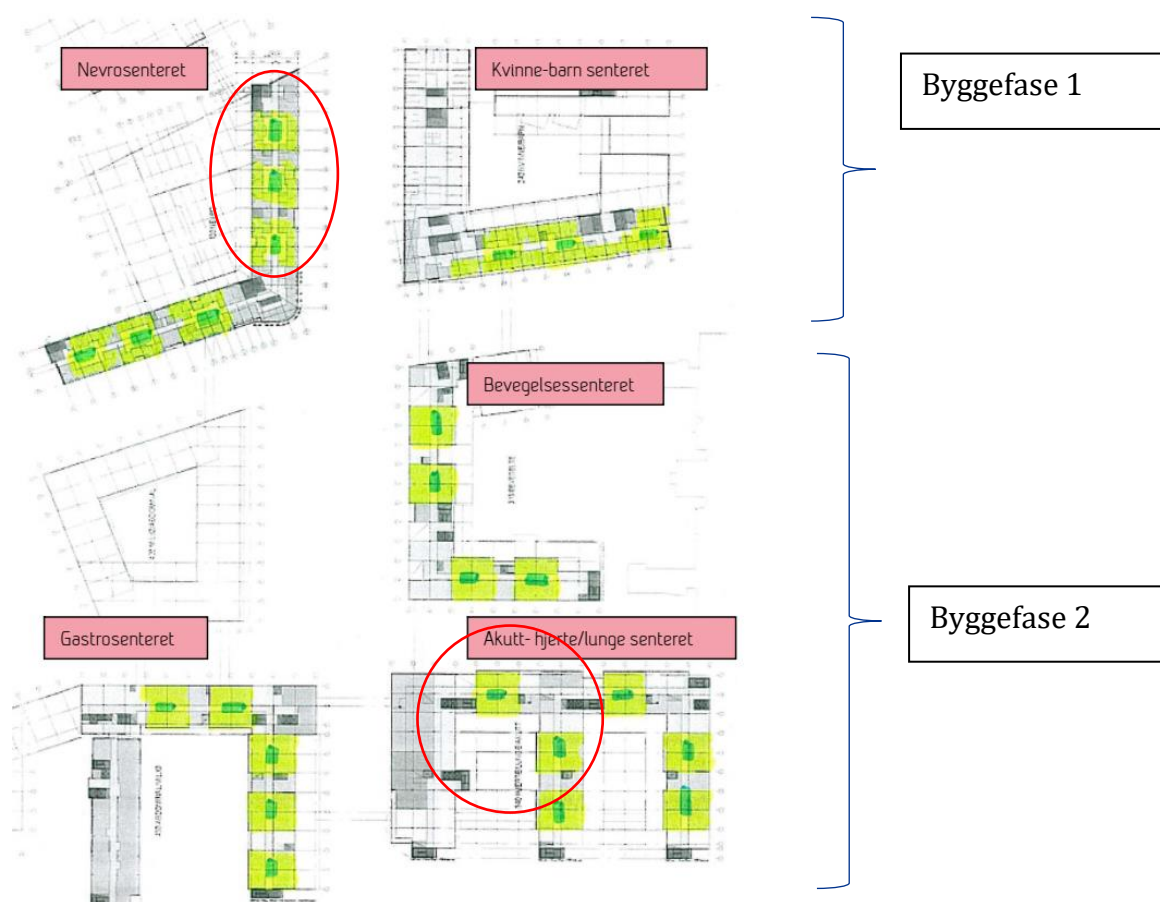 Nevrosenteret
Kvinne-barn senteret
Byggefase 1
Bevegelsessenteret
Gastrosenteret
Akutt- hjerte/lunge senteret
Byggefase 2